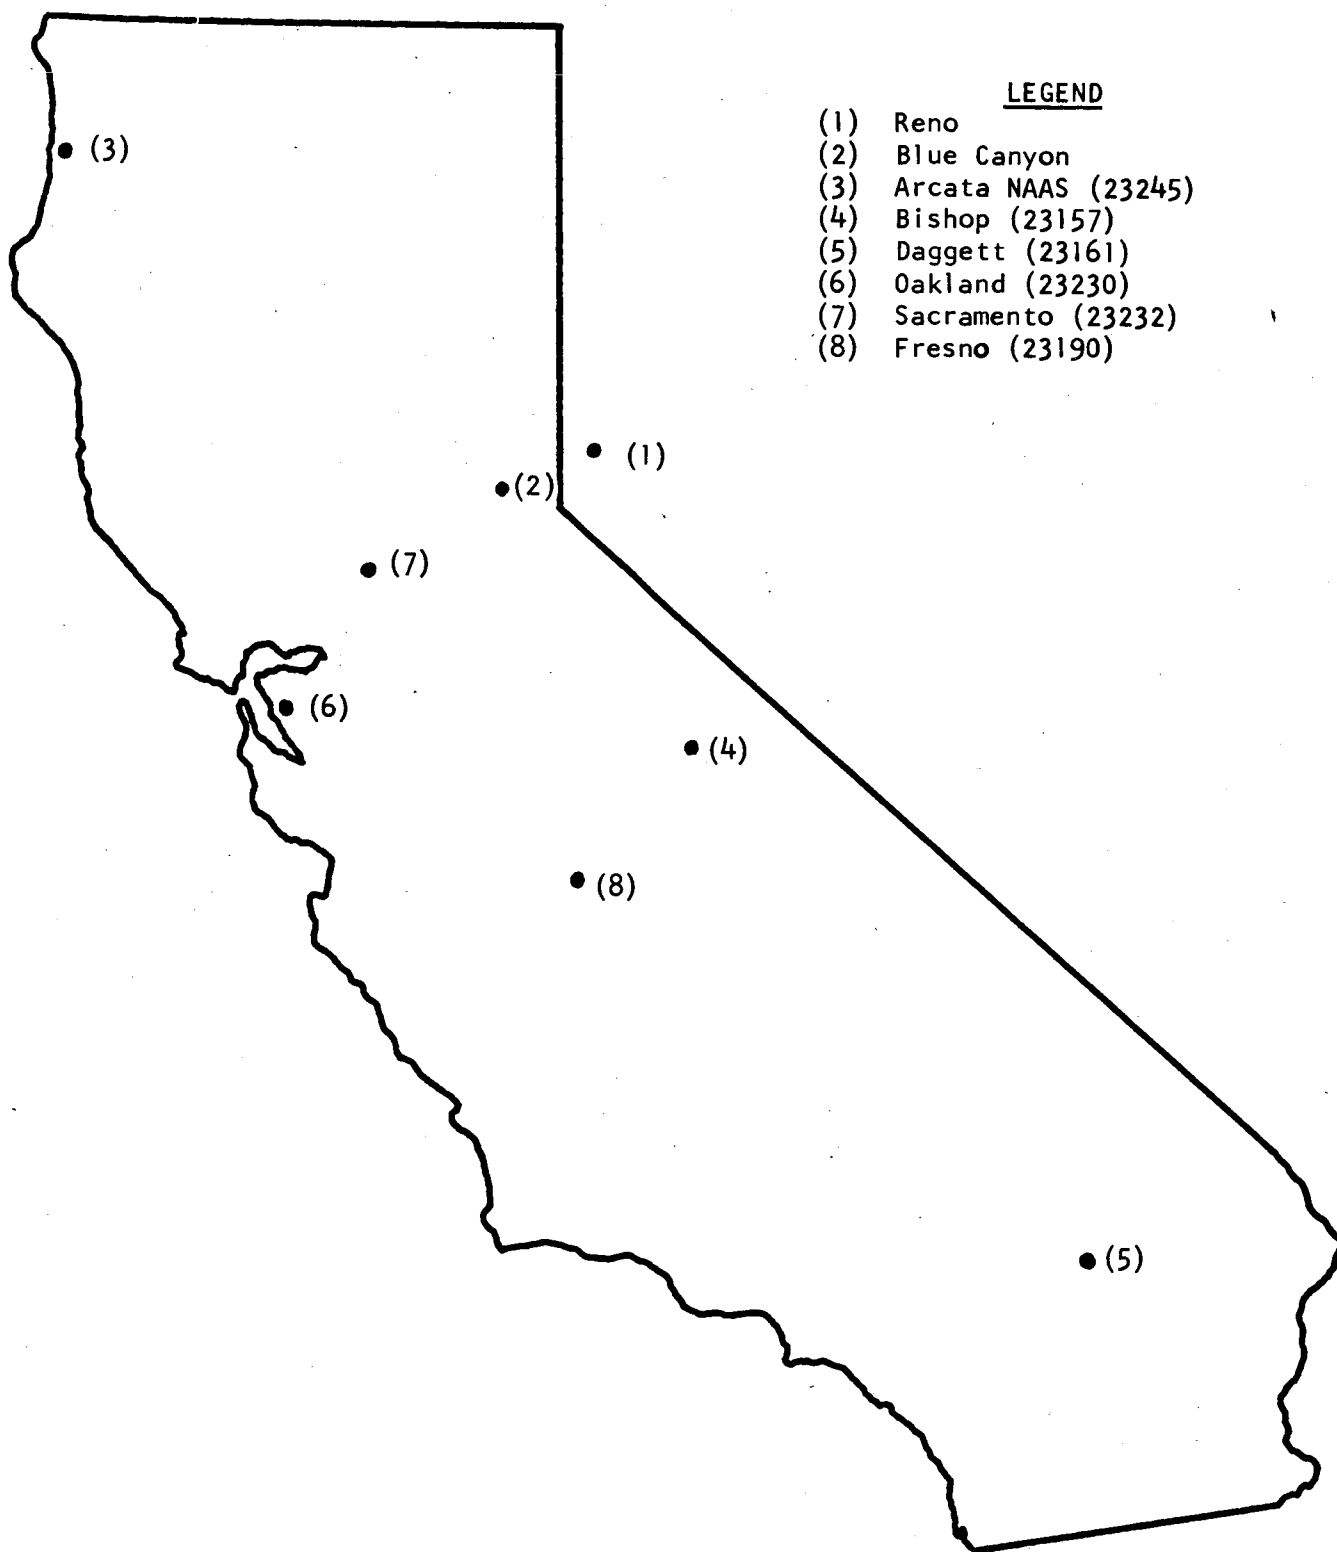 LEGEND
(1) Reno
(2) Blue Canyon
(3) Arcata NAAS (23245)
(4) Bishop (23157)
(5) Daggett (23161)
(6) Oakland (23230)
(7) Sacramento (23232)
(8) Fresno (23190)
(3)
(1)
(2)
(7)
(6)
(4)
(8)
(5)